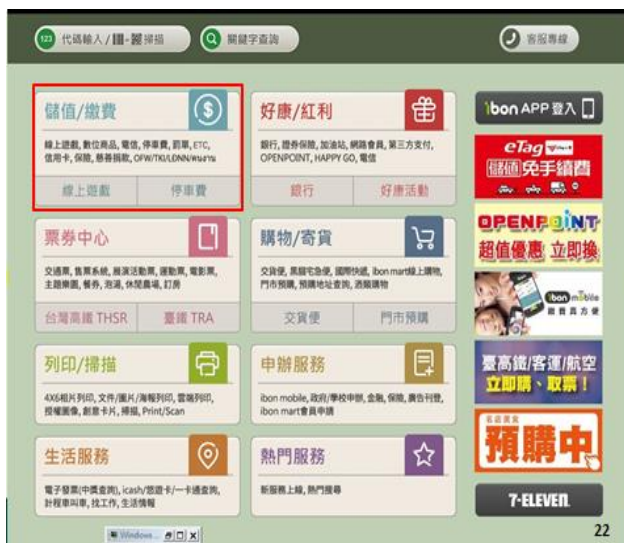 123 代碼輸入 / 掃描
關鍵字查詢
客服專線
儲值/繳費
線上遊戲, 數位商品, 電信, 停車費, 罰單, ETC,
信用卡, 保險, 慈善捐款, OFW/TKI/LĐNN/พนงาน
線上遊戲
停車費
好康/紅利
銀行, 證券保險, 加油站, 網路會員, 第三方支付,
OPENPOINT, HAPPY GO, 電信
銀行
好康活動
票券中心
交通票, 售票系統, 展演活動票, 運動票, 電影票,
主題樂園, 餐券, 泡湯, 休閒農場, 訂房
台灣高鐵 THSR
臺鐵 TRA
購物/寄貨
交貨便, 黑貓宅急便, 國際快遞, ibon mart線上購物,
門市預購, 預購地址查詢, 酒類購物
交貨便
門市預購
列印/掃描
4X6相片列印, 文件/圖片/海報列印, 雲端列印,
授權圖像, 創意卡片, 掃描, Print/Scan
申辦服務
ibon mobile, 政府/學校申辦, 金融, 保險, 廣告刊登,
ibon mart會員申請
生活服務
電子發票(中獎查詢), icash/悠遊卡/一卡通查詢,
計程車叫車, 找工作, 生活情報
熱門服務
新服務上線, 熱門搜尋
ibon APP 登入
eTag
儲值免手續費
OPENPOINT
超值優惠 立即換
ibon mobile
繳費真方便
臺高鐵/客運/航空
立即購、取票！
名店美食
預購中
7-ELEVEN
Windows...
22